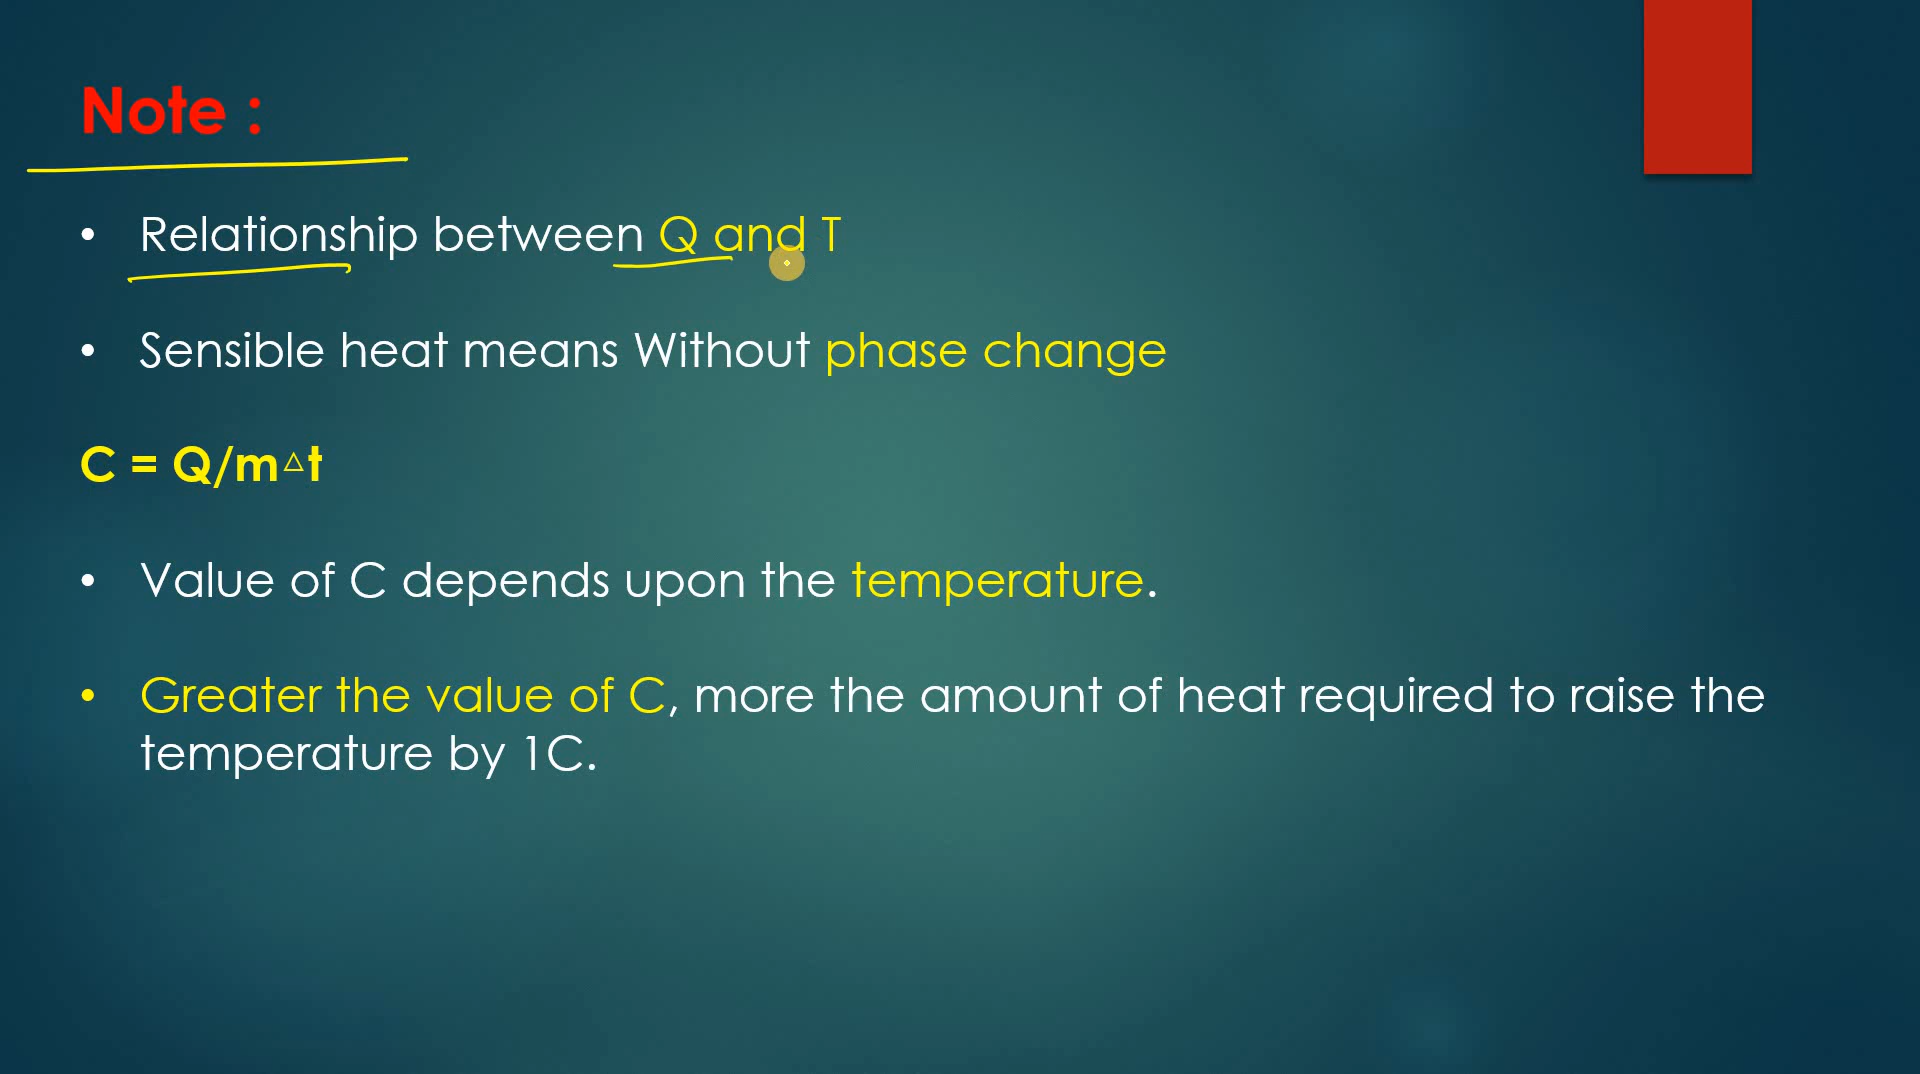 Note :
• Relationship between Q and T
• Sensible heat means Without phase change
C = Q/m△t
• Value of C depends upon the temperature.
• Greater the value of C, more the amount of heat required to raise the
temperature by 1C.